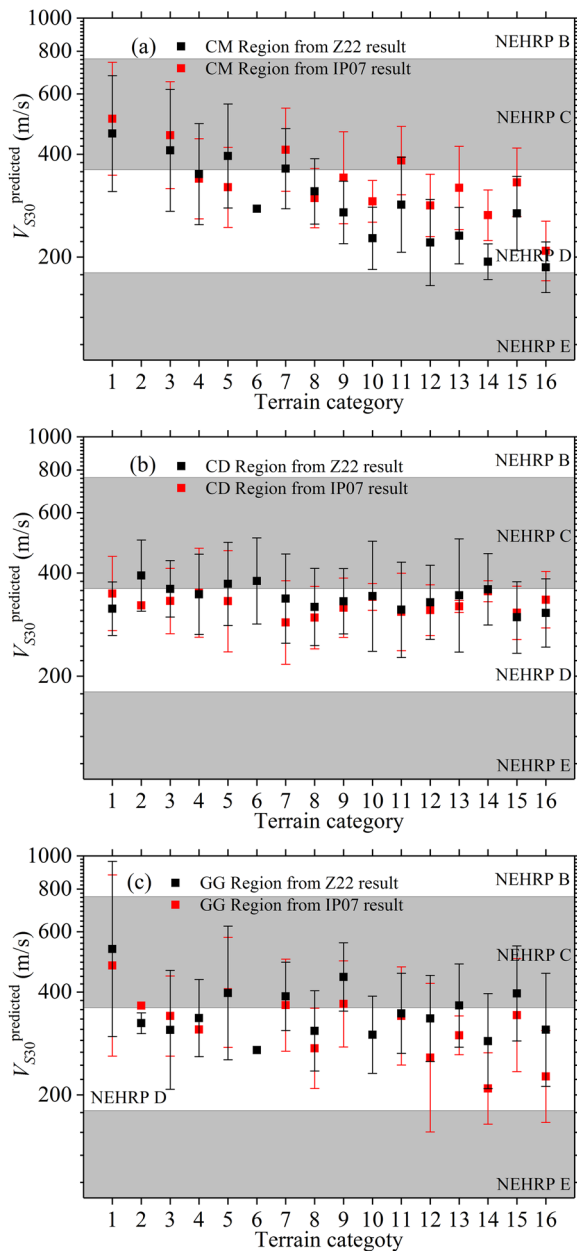 1000
800
600
400
200
V_S30^predicted (m/s)
(a)
CM Region from Z22 result
CM Region from IP07 result
NEHRP B
NEHRP C
NEHRP D
NEHRP E
1 2 3 4 5 6 7 8 9 10 11 12 13 14 15 16
Terrain category
1000
800
600
400
200
V_S30^predicted (m/s)
(b)
CD Region from Z22 result
CD Region from IP07 result
NEHRP B
NEHRP C
NEHRP D
NEHRP E
1 2 3 4 5 6 7 8 9 10 11 12 13 14 15 16
Terrain category
1000
800
600
400
200
V_S30^predicted (m/s)
(c)
GG Region from Z22 result
GG Region from IP07 result
NEHRP B
NEHRP C
NEHRP D
NEHRP E
1 2 3 4 5 6 7 8 9 10 11 12 13 14 15 16
Terrain category